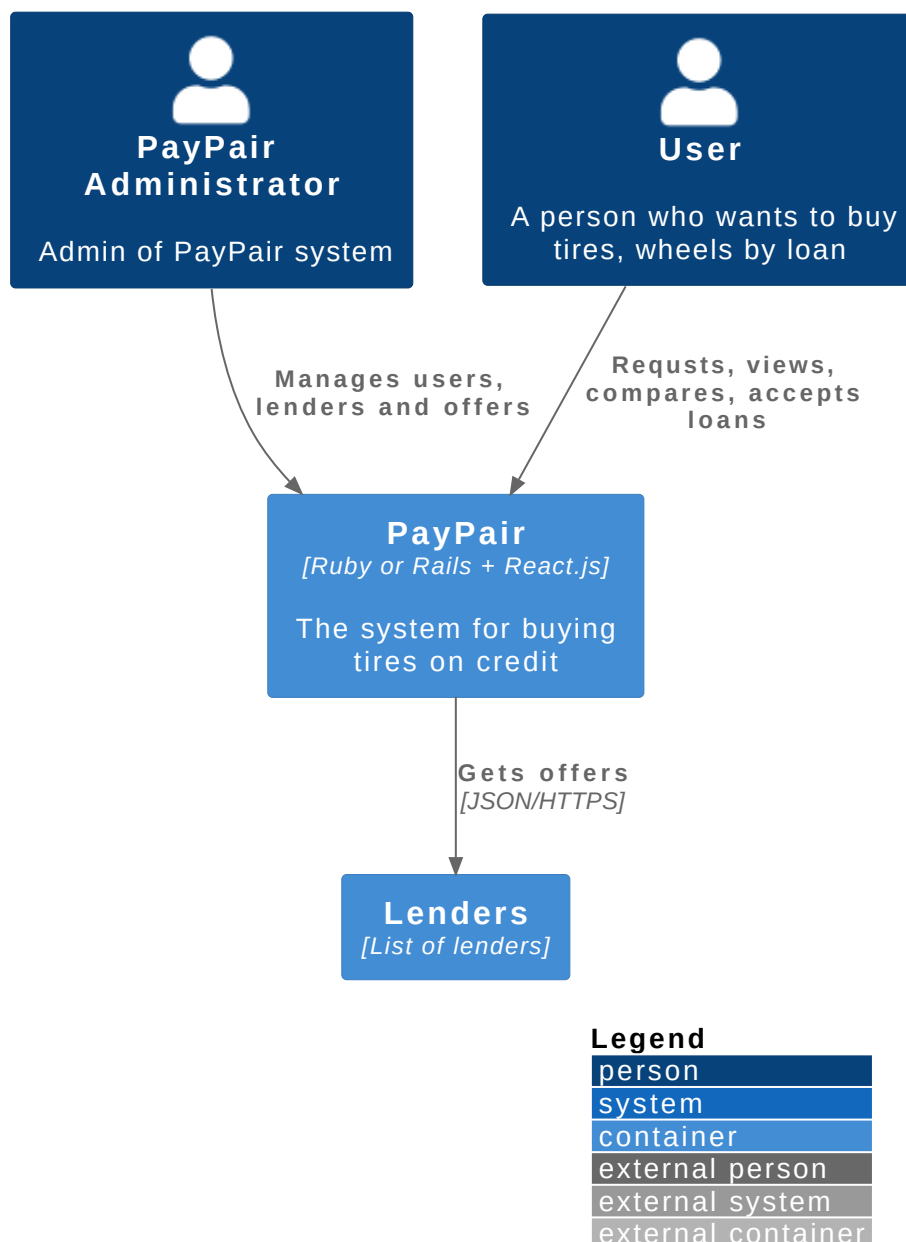 PayPair
Administrator
Admin of PayPair system
User
A person who wants to buy
tires, wheels by loan
Manages users,
lenders and offers
Requsts, views,
compares, accepts
loans
PayPair
[Ruby or Rails + React.js]
The system for buying
tires on credit
Gets offers
[JSON/HTTPS]
Lenders
[List of lenders]
Legend
person
system
container
external person
external system
external container